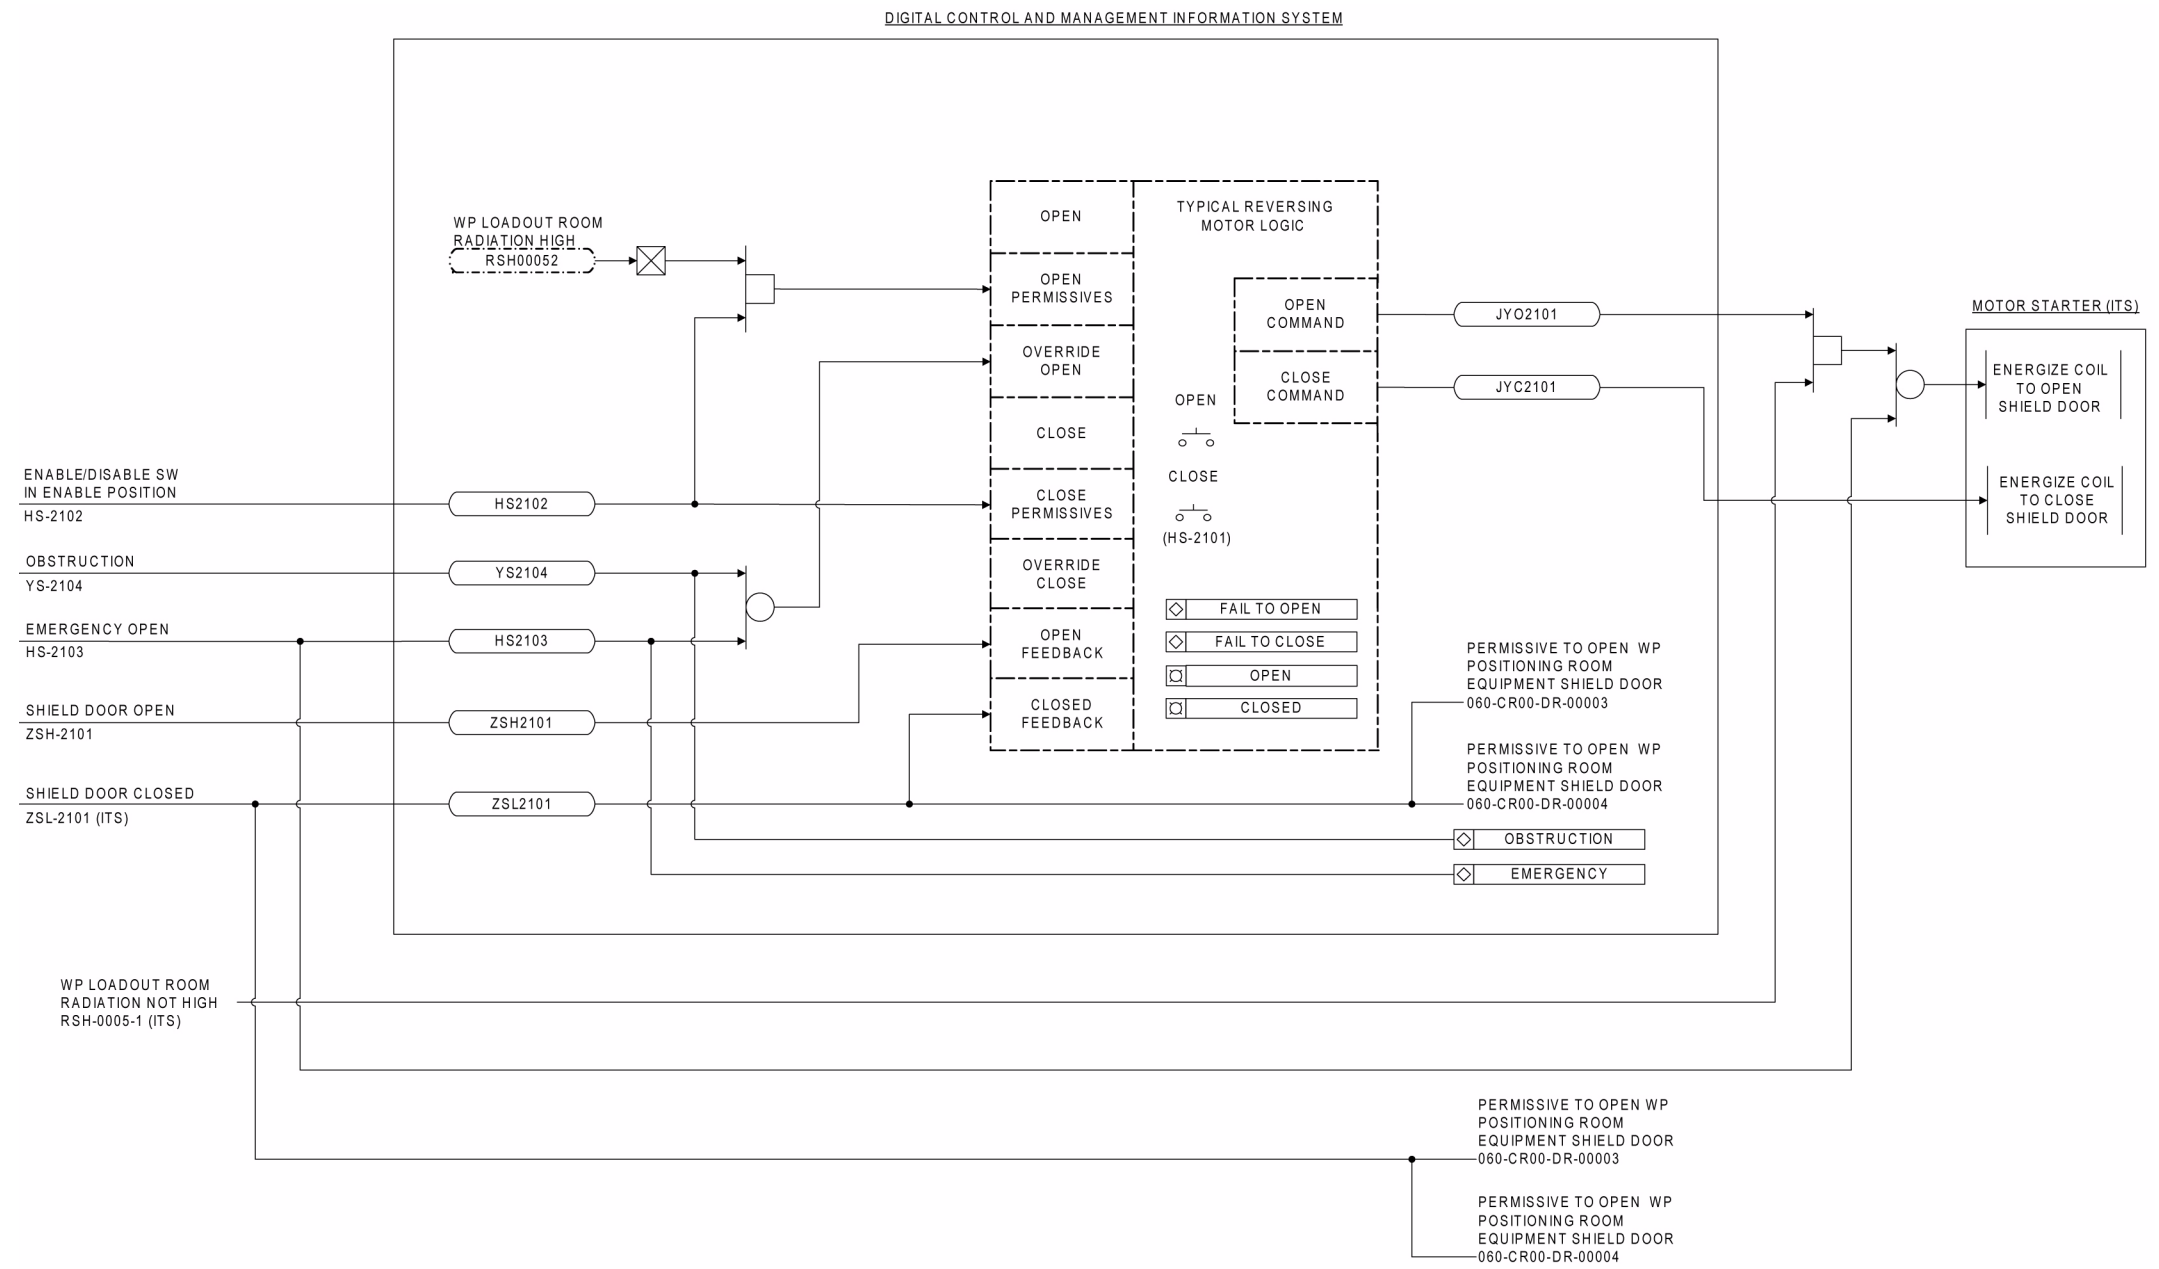 DIGITAL CONTROL AND MANAGEMENT INFORMATION SYSTEM
WP LOADOUT ROOM
RADIATION HIGH
RSH00052
ENABLE/DISABLE SW
IN ENABLE POSITION
HS-2102
HS2102
OBSTRUCTION
YS-2104
YS2104
EMERGENCY OPEN
HS-2103
HS2103
SHIELD DOOR OPEN
ZSH-2101
ZSH2101
SHIELD DOOR CLOSED
ZSL-2101 (ITS)
ZSL2101
WP LOADOUT ROOM
RADIATION NOT HIGH
RSH-0005-1 (ITS)
OPEN
OPEN
PERMISSIVES
OVERRIDE
OPEN
CLOSE
CLOSE
PERMISSIVES
OVERRIDE
CLOSE
OPEN
FEEDBACK
CLOSED
FEEDBACK
TYPICAL REVERSING
MOTOR LOGIC
OPEN
COMMAND
CLOSE
COMMAND
OPEN
CLOSE
(HS-2101)
FAIL TO OPEN
FAIL TO CLOSE
OPEN
CLOSED
JYO2101
JYC2101
PERMISSIVE TO OPEN WP
POSITIONING ROOM
EQUIPMENT SHIELD DOOR
060-CR00-DR-00003
PERMISSIVE TO OPEN WP
POSITIONING ROOM
EQUIPMENT SHIELD DOOR
060-CR00-DR-00004
OBSTRUCTION
EMERGENCY
MOTOR STARTER (ITS)
ENERGIZE COIL
TO OPEN
SHIELD DOOR
ENERGIZE COIL
TO CLOSE
SHIELD DOOR
PERMISSIVE TO OPEN WP
POSITIONING ROOM
EQUIPMENT SHIELD DOOR
060-CR00-DR-00003
PERMISSIVE TO OPEN WP
POSITIONING ROOM
EQUIPMENT SHIELD DOOR
060-CR00-DR-00004